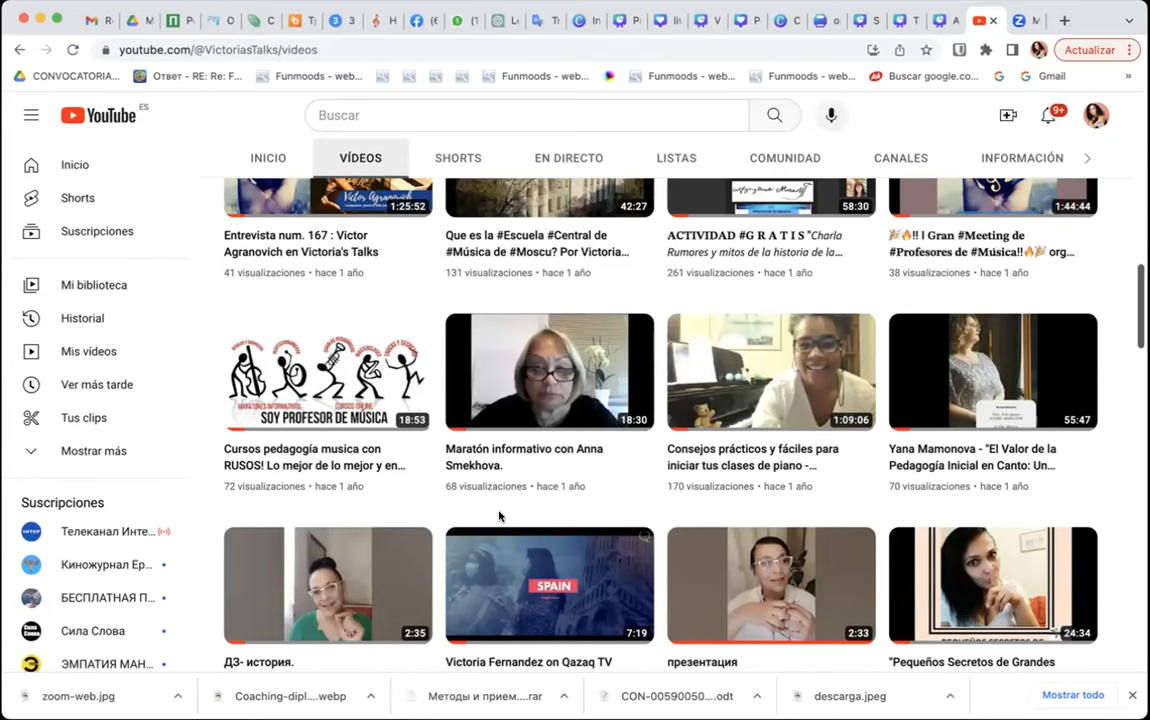 youtube.com/@VictoriasTalks/videos
Actualizar
CONVOCATORIA...
Ответ - RE: Re: F...
Funmoods - web...
Funmoods - web...
Funmoods - web...
Funmoods - web...
Buscar google.co...
Gmail
»
YouTube ES
Buscar
9+
INICIO
VÍDEOS
SHORTS
EN DIRECTO
LISTAS
COMUNIDAD
CANALES
INFORMACIÓN
Inicio
Shorts
Suscripciones
Mi biblioteca
Historial
Mis vídeos
Ver más tarde
Tus clips
Mostrar más
Suscripciones
Телеканал Инте...
Киножурнал Ер...
БЕСПЛАТНАЯ П...
Сила Слова
ЭМПАТИЯ МАН...
Victor Agranovich
1:25:52
Entrevista num. 167 : Victor
Agranovich en Victoria's Talks
41 visualizaciones • hace 1 año
42:27
Que es la #Escuela #Central de
#Música de #Moscu? Por Victoria...
131 visualizaciones • hace 1 año
58:30
ACTIVIDAD #G R A T I S "Charla
Rumores y mitos de la historia de la...
261 visualizaciones • hace 1 año
1:44:44
🎉🔥!! I Gran #Meeting de
#Profesores de #Música!!🔥🎉 org...
38 visualizaciones • hace 1 año
SOY PROFESOR DE MÚSICA
18:53
Cursos pedagogía musica con
RUSOS! Lo mejor de lo mejor y en...
72 visualizaciones • hace 1 año
18:30
Maratón informativo con Anna
Smekhova.
68 visualizaciones • hace 1 año
1:09:06
Consejos prácticos y fáciles para
iniciar tus clases de piano -...
170 visualizaciones • hace 1 año
55:47
Yana Mamonova - "El Valor de la
Pedagogía Inicial en Canto: Un...
70 visualizaciones • hace 1 año
2:35
ДЗ- история.
SPAIN
7:19
Victoria Fernandez on Qazaq TV
2:33
презентация
24:34
"Pequeños Secretos de Grandes
zoom-web.jpg
Coaching-dipl....webp
Методы и прием....rar
CON-00590050....odt
descarga.jpeg
Mostrar todo